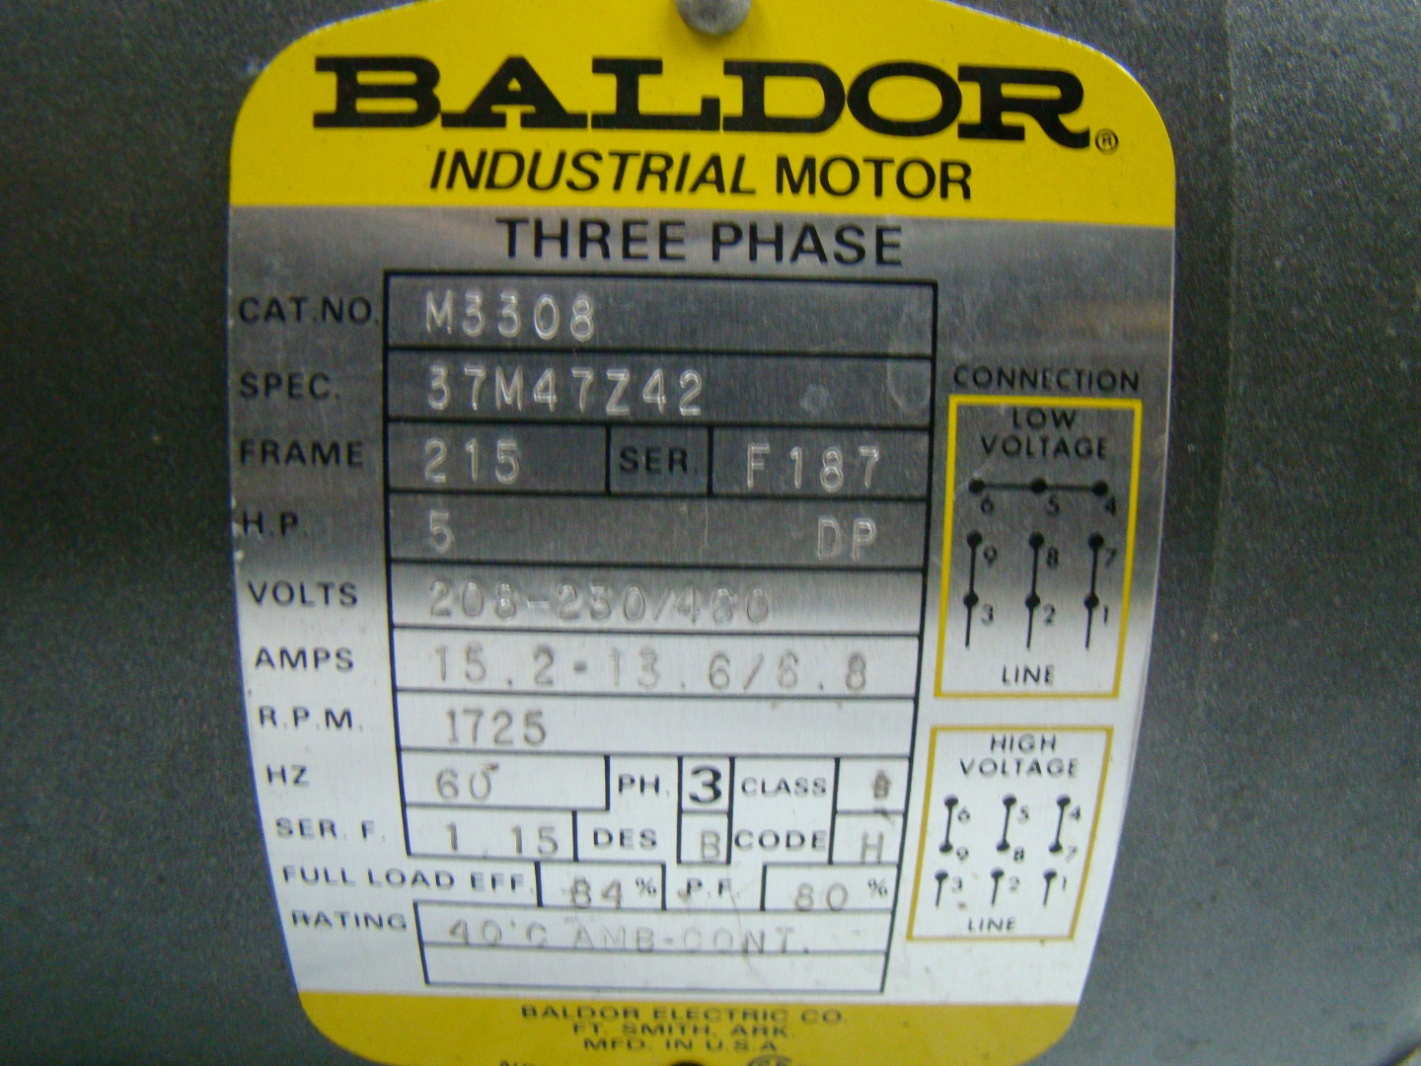 BALDOR®
INDUSTRIAL MOTOR
THREE PHASE
CAT.NO. M3308
SPEC. 37M47Z42
FRAME 215 SER. F187
H.P. 5 DP
VOLTS 208-230/460
AMPS 15.2-13.6/6.8
R.P.M. 1725
HZ 60 PH. 3 CLASS
SER. F. 1.15 DES B CODE H
FULL LOAD EFF. 84% P.F. 80%
RATING 40°C AMB-CONT.
CONNECTION
LOW
VOLTAGE
6 5 4
9 8 7
3 2 1
LINE
HIGH
VOLTAGE
6 5 4
9 8 7
3 2 1
LINE
BALDOR ELECTRIC CO.
FT. SMITH, ARK.
MFD. IN U.S.A.